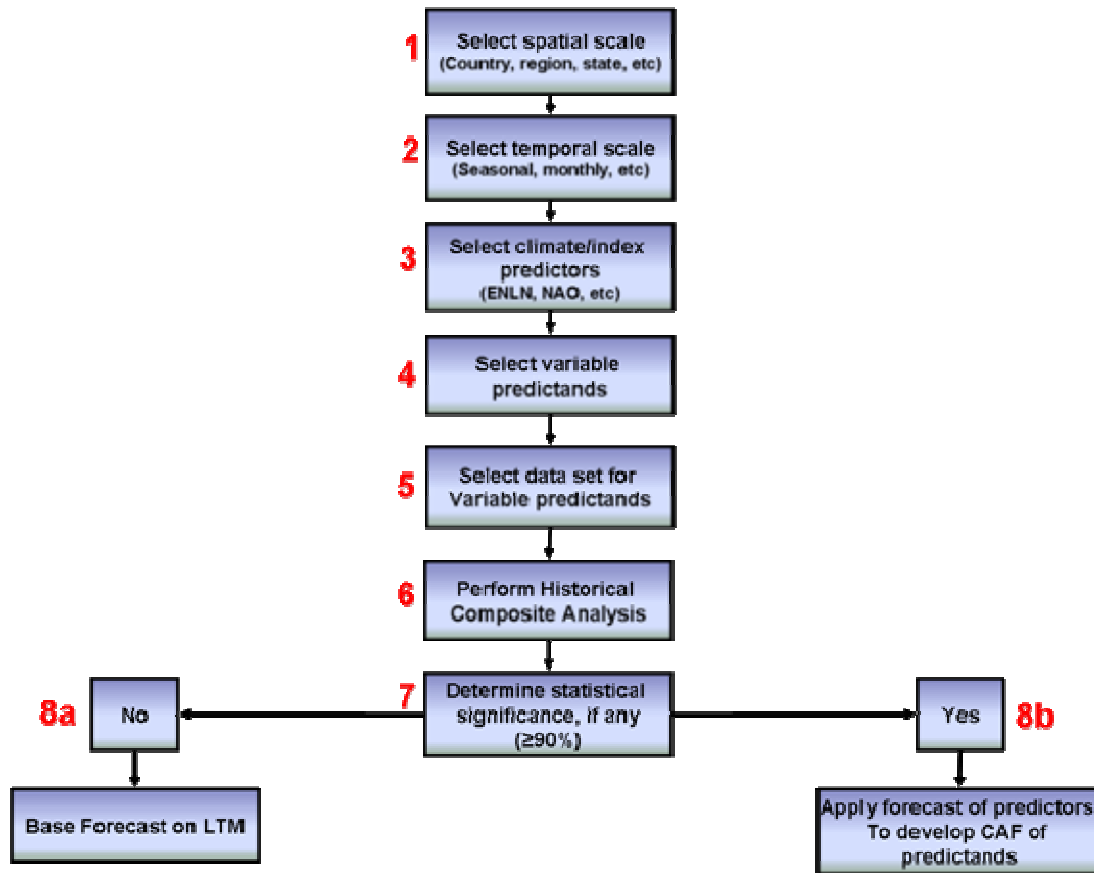 1
Select spatial scale
(Country, region, state, etc)
2
Select temporal scale
(Seasonal, monthly, etc)
3
Select climate/index
predictors
(ENLN, NAO, etc)
4
Select variable
predictands
5
Select data set for
Variable predictands
6
Perform Historical
Composite Analysis
7
Determine statistical
significance, if any
(≥90%)
8a
No
Yes
8b
Base Forecast on LTM
Apply forecast of predictors
To develop CAF of
predictands